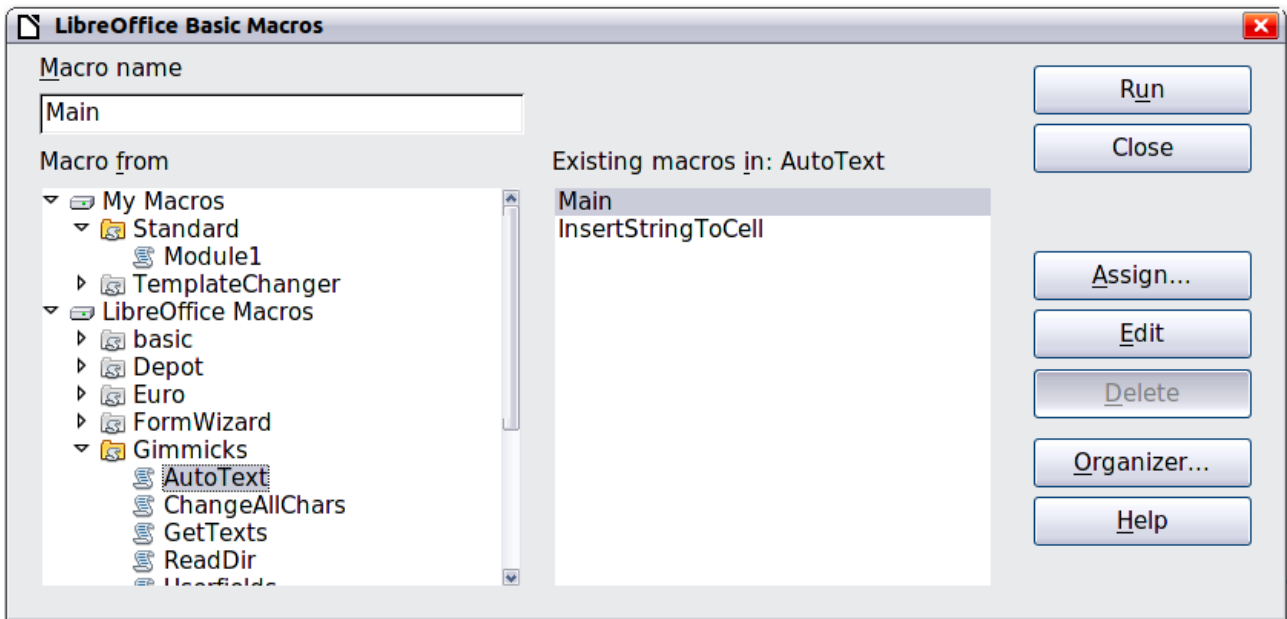 LibreOffice Basic Macros
Macro name
Main
Macro from
My Macros
Standard
Module1
TemplateChanger
LibreOffice Macros
basic
Depot
Euro
FormWizard
Gimmicks
AutoText
ChangeAllChars
GetTexts
ReadDir
Userfields
Existing macros in: AutoText
Main
InsertStringToCell
Run
Close
Assign...
Edit
Delete
Organizer...
Help